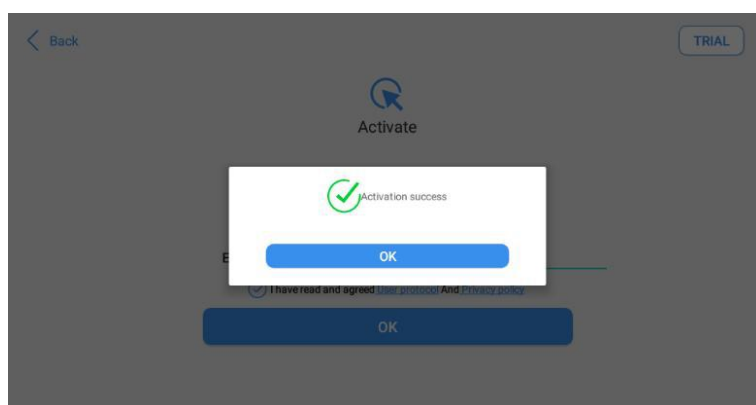 Back
TRIAL
Activate
Activation success
OK
E
I have read and agreed User protocol And Privacy policy
OK